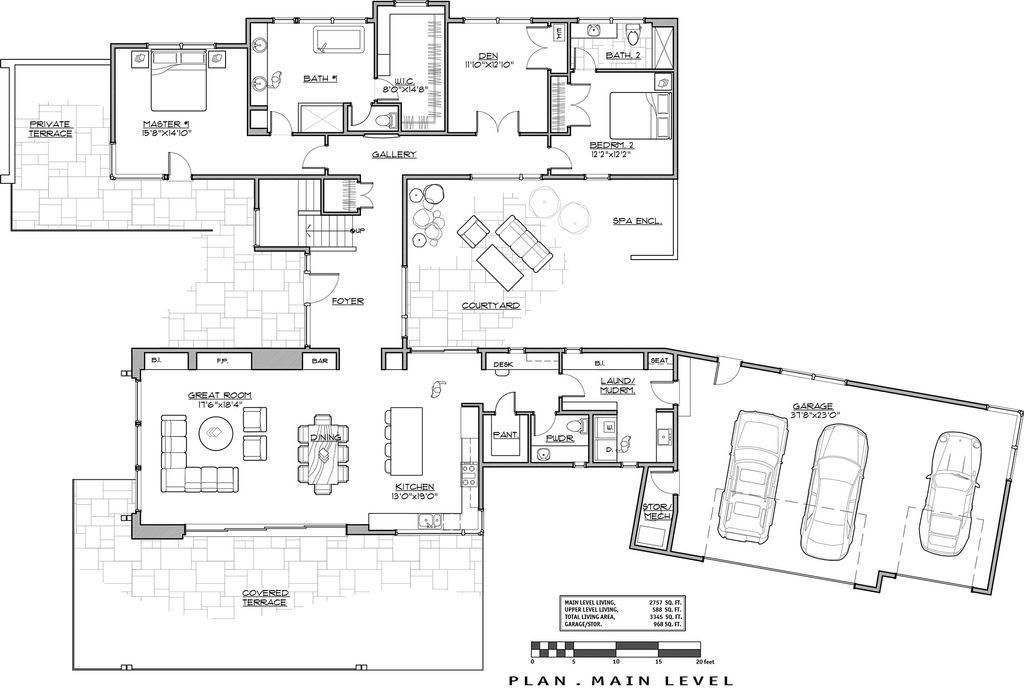 PRIVATE
TERRACE
MASTER #1
15'8"X14'10"
BATH #1
W.I.C.
8'0"X14'8"
DEN
11'10"X12'10"
BATH. 2
BEDRM. 2
12'2"X12'2"
GALLERY
UP
FOYER
SPA ENCL.
COURTYARD
B.I.
F.P.
BAR
DESK
B.I.
SEAT
GREAT ROOM
17'6"X18'4"
DINING
KITCHEN
13'0"X19'0"
PANT.
PWDR.
LAUND/
MUDRM.
W.
D.
GARAGE
37'8"X23'0"
STOR/
MECH.
COVERED
TERRACE
MAIN LEVEL LIVING, 2757 SQ. FT.
UPPER LEVEL LIVING, 588 SQ. FT.
TOTAL LIVING AREA, 3345 SQ. FT.
GARAGE/STOR. 968 SQ. FT.
0 5 10 15 20 feet
PLAN . MAIN LEVEL